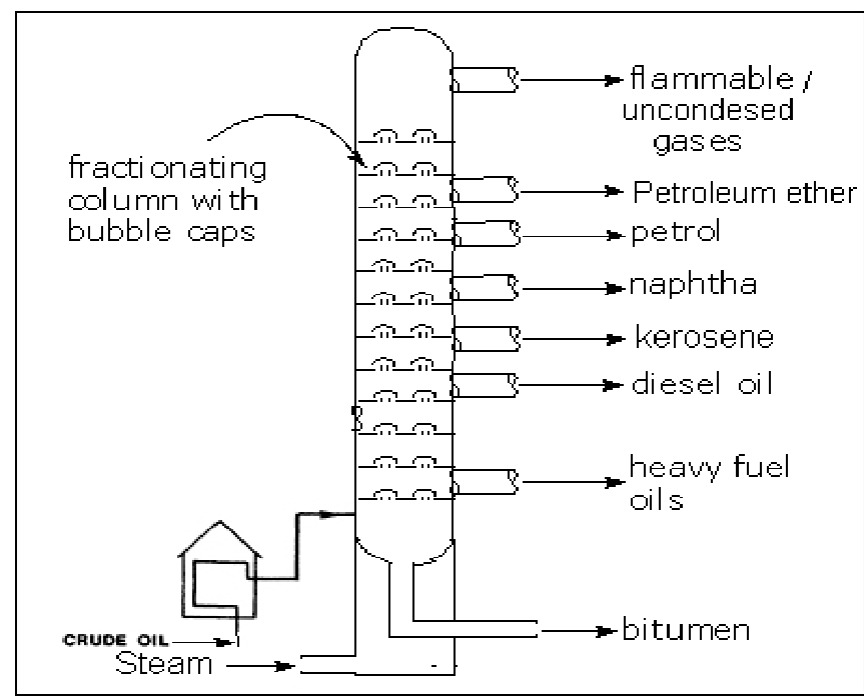 flammable /
uncondesed
gases
fractionating
column with
bubble caps
Petroleum ether
petrol
naphtha
kerosene
diesel oil
heavy fuel
oils
CRUDE OIL
Steam
bitumen